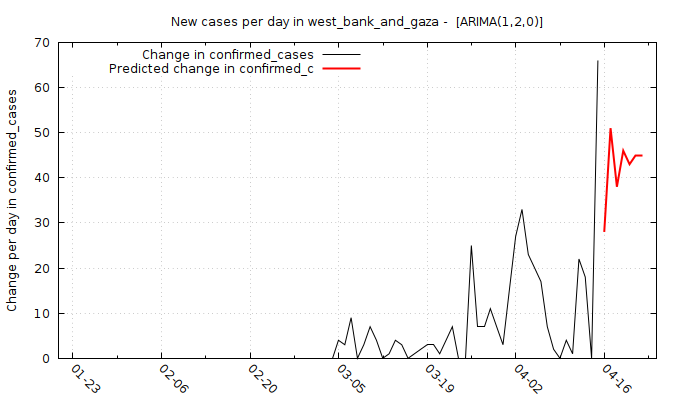 New cases per day in west_bank_and_gaza - [ARIMA(1,2,0)]
Change in confirmed_cases
Predicted change in confirmed_c
Change per day in confirmed_cases
70
60
50
40
30
20
10
0
01-23 02-06 02-20 03-05 03-19 04-02 04-16